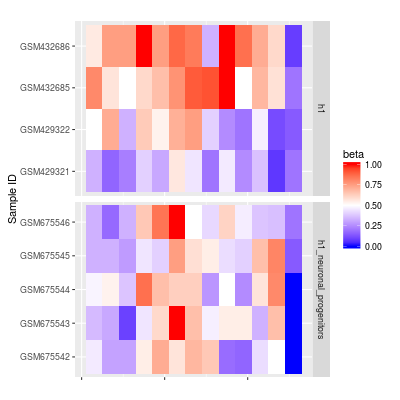 Sample ID
GSM432686
GSM432685
GSM429322
GSM429321
h1
GSM675546
GSM675545
GSM675544
GSM675543
GSM675542
h1_neuronal_progenitors
beta
1.00
0.75
0.50
0.25
0.00